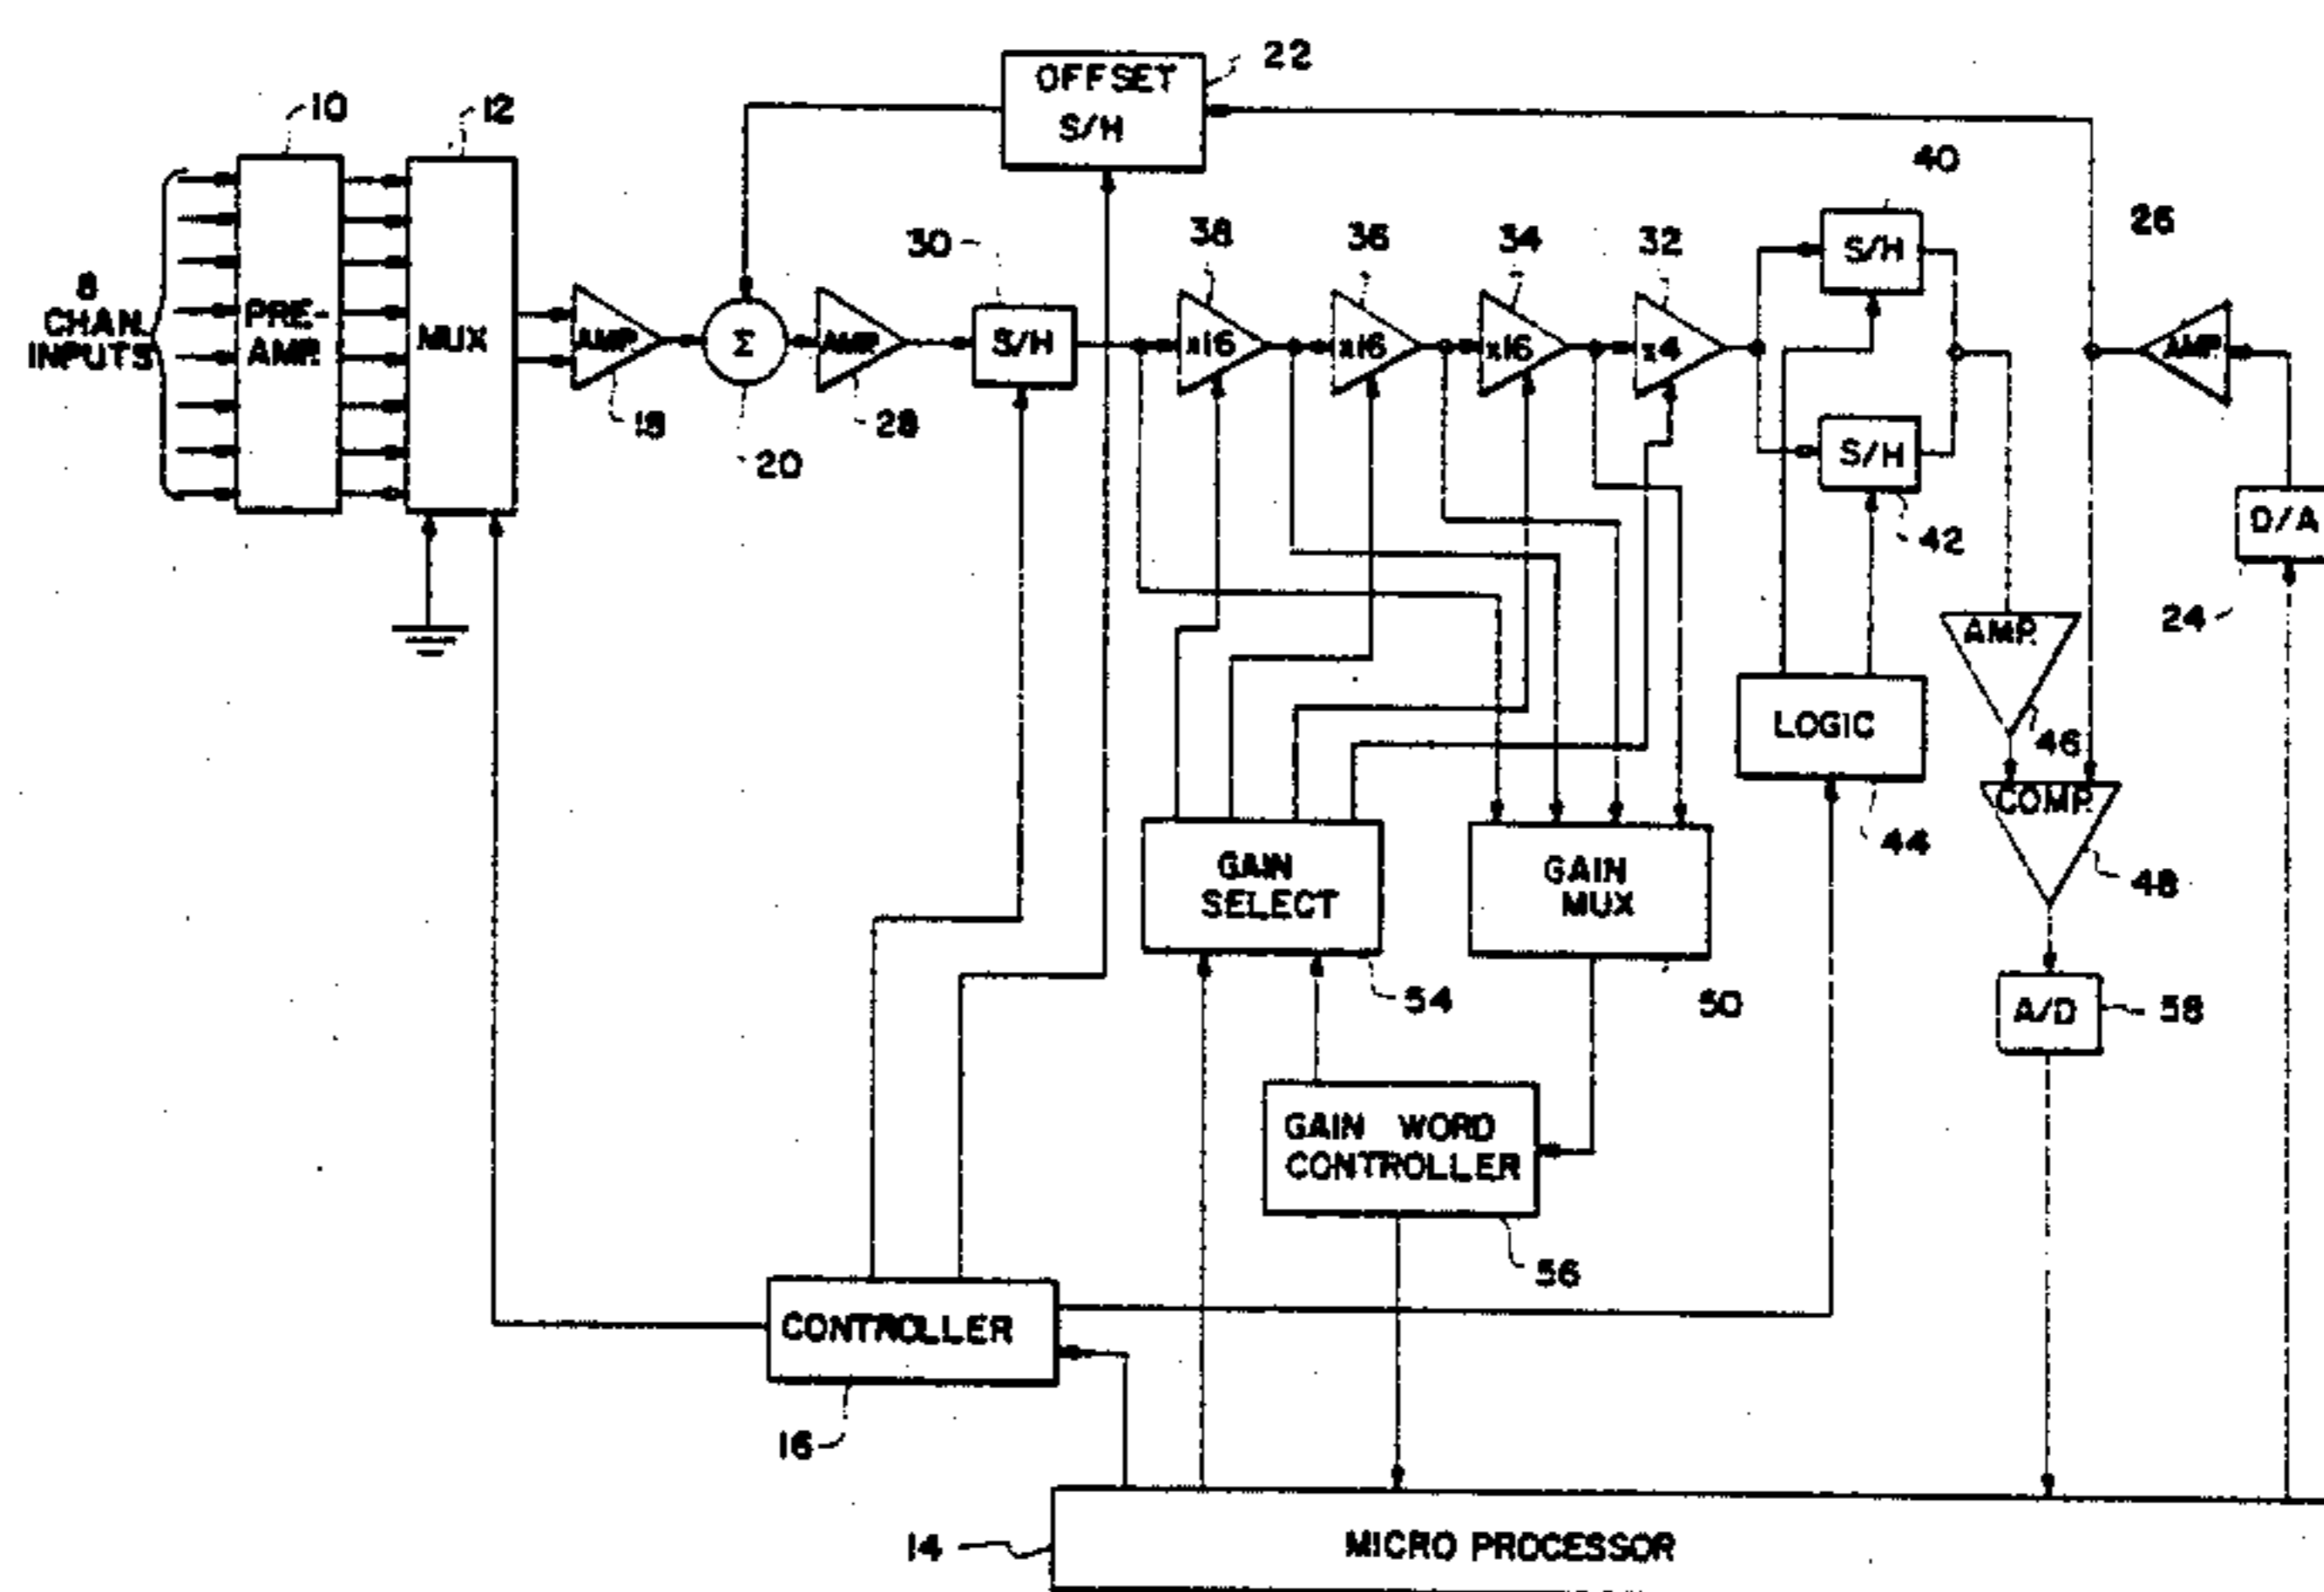 OFFSET
S/H
22
10
12
40
26
8
CHAN.
INPUTS
PRE-
AMP.
MUX
AMP
18
Σ
20
AMP.
28
30
S/H
38
x16
36
x16
34
x16
32
x4
S/H
S/H
42
AMP.
D/A
24
AMP.
46
LOGIC
44
COMP.
48
GAIN
SELECT
54
GAIN
MUX
50
A/D
58
GAIN WORD
CONTROLLER
56
CONTROLLER
16
14
MICRO PROCESSOR